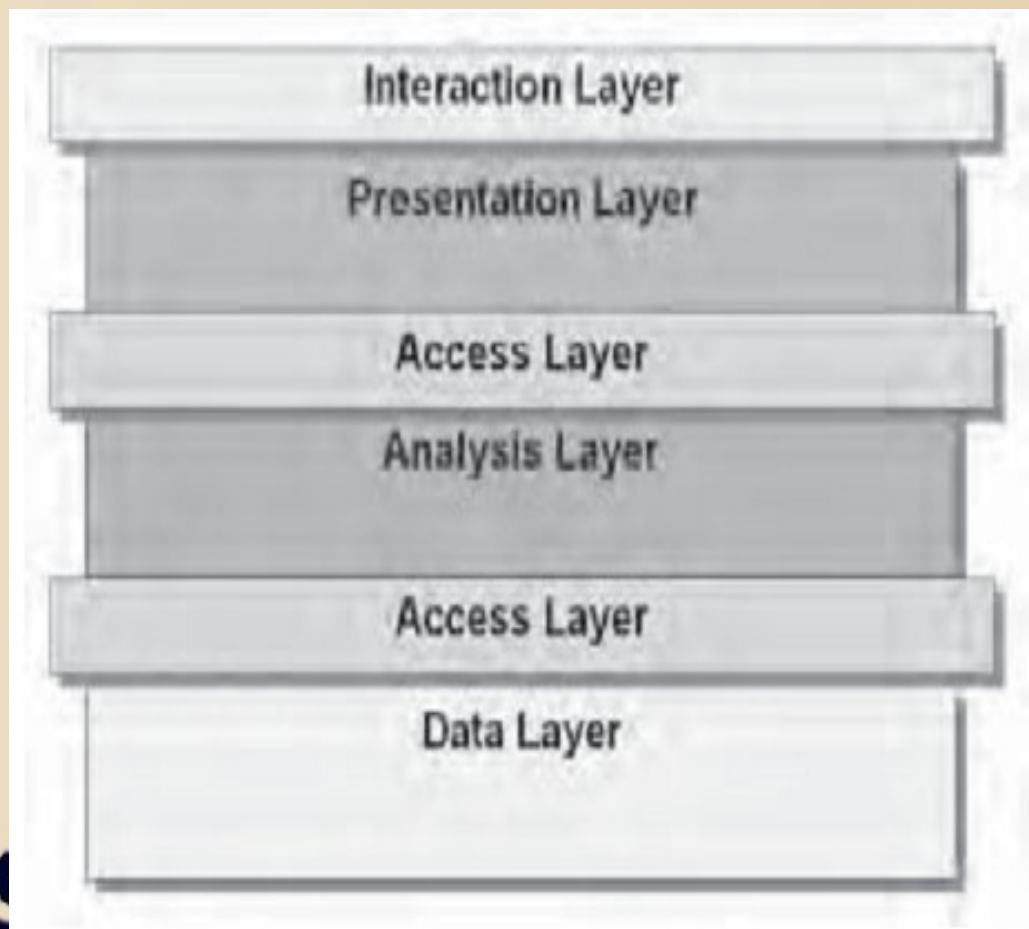 Interaction Layer
Presentation Layer
Access Layer
Analysis Layer
Access Layer
Data Layer